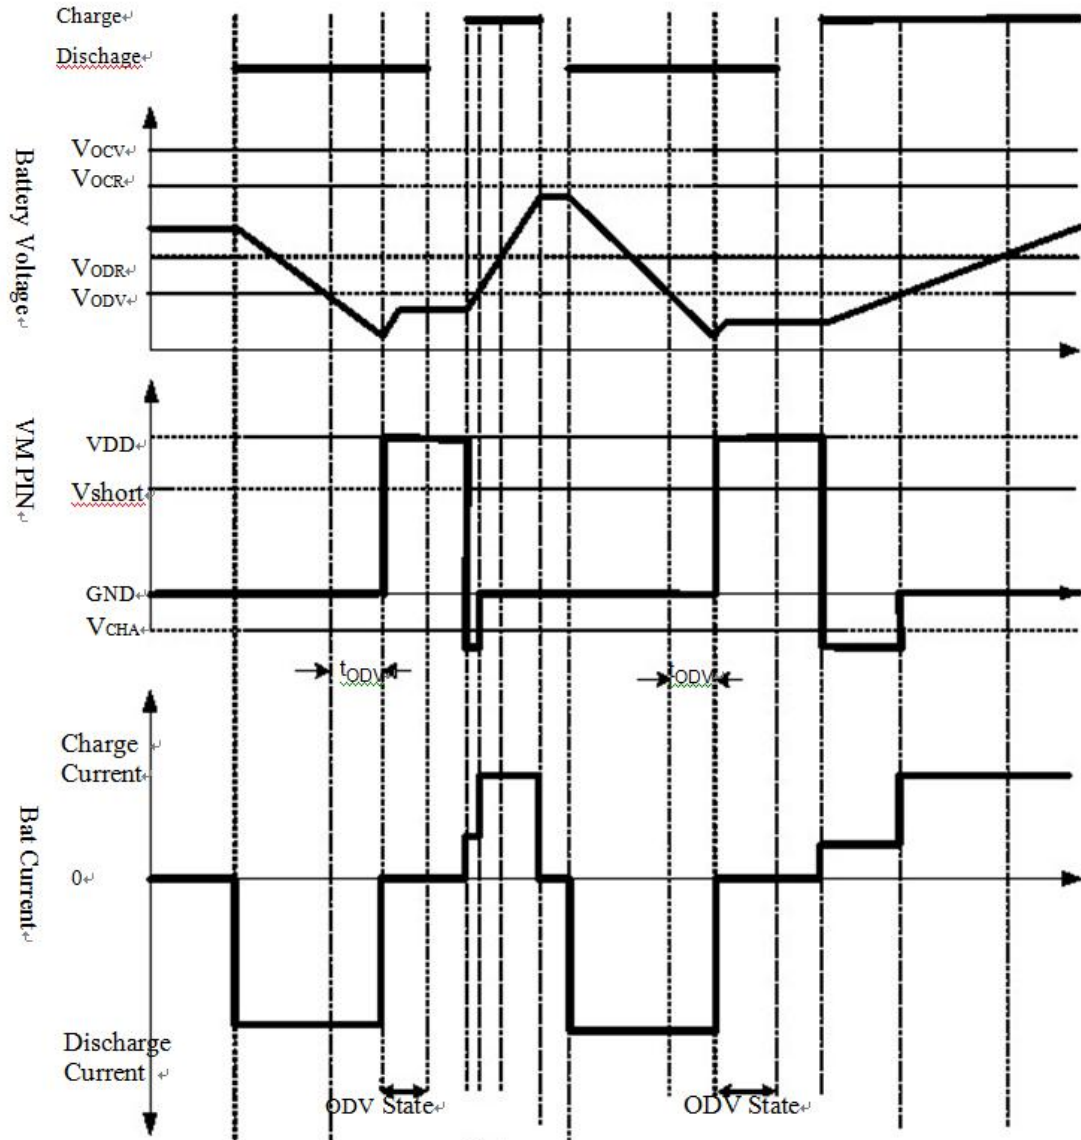 Charge
Dischage
Battery Voltage
VOCV
VOCR
VODR
VODV
VM PIN
VDD
Vshort
GND
VCHA
tODV
tODV
Bat Current
Charge
Current
0
Discharge
Current
ODV State
ODV State